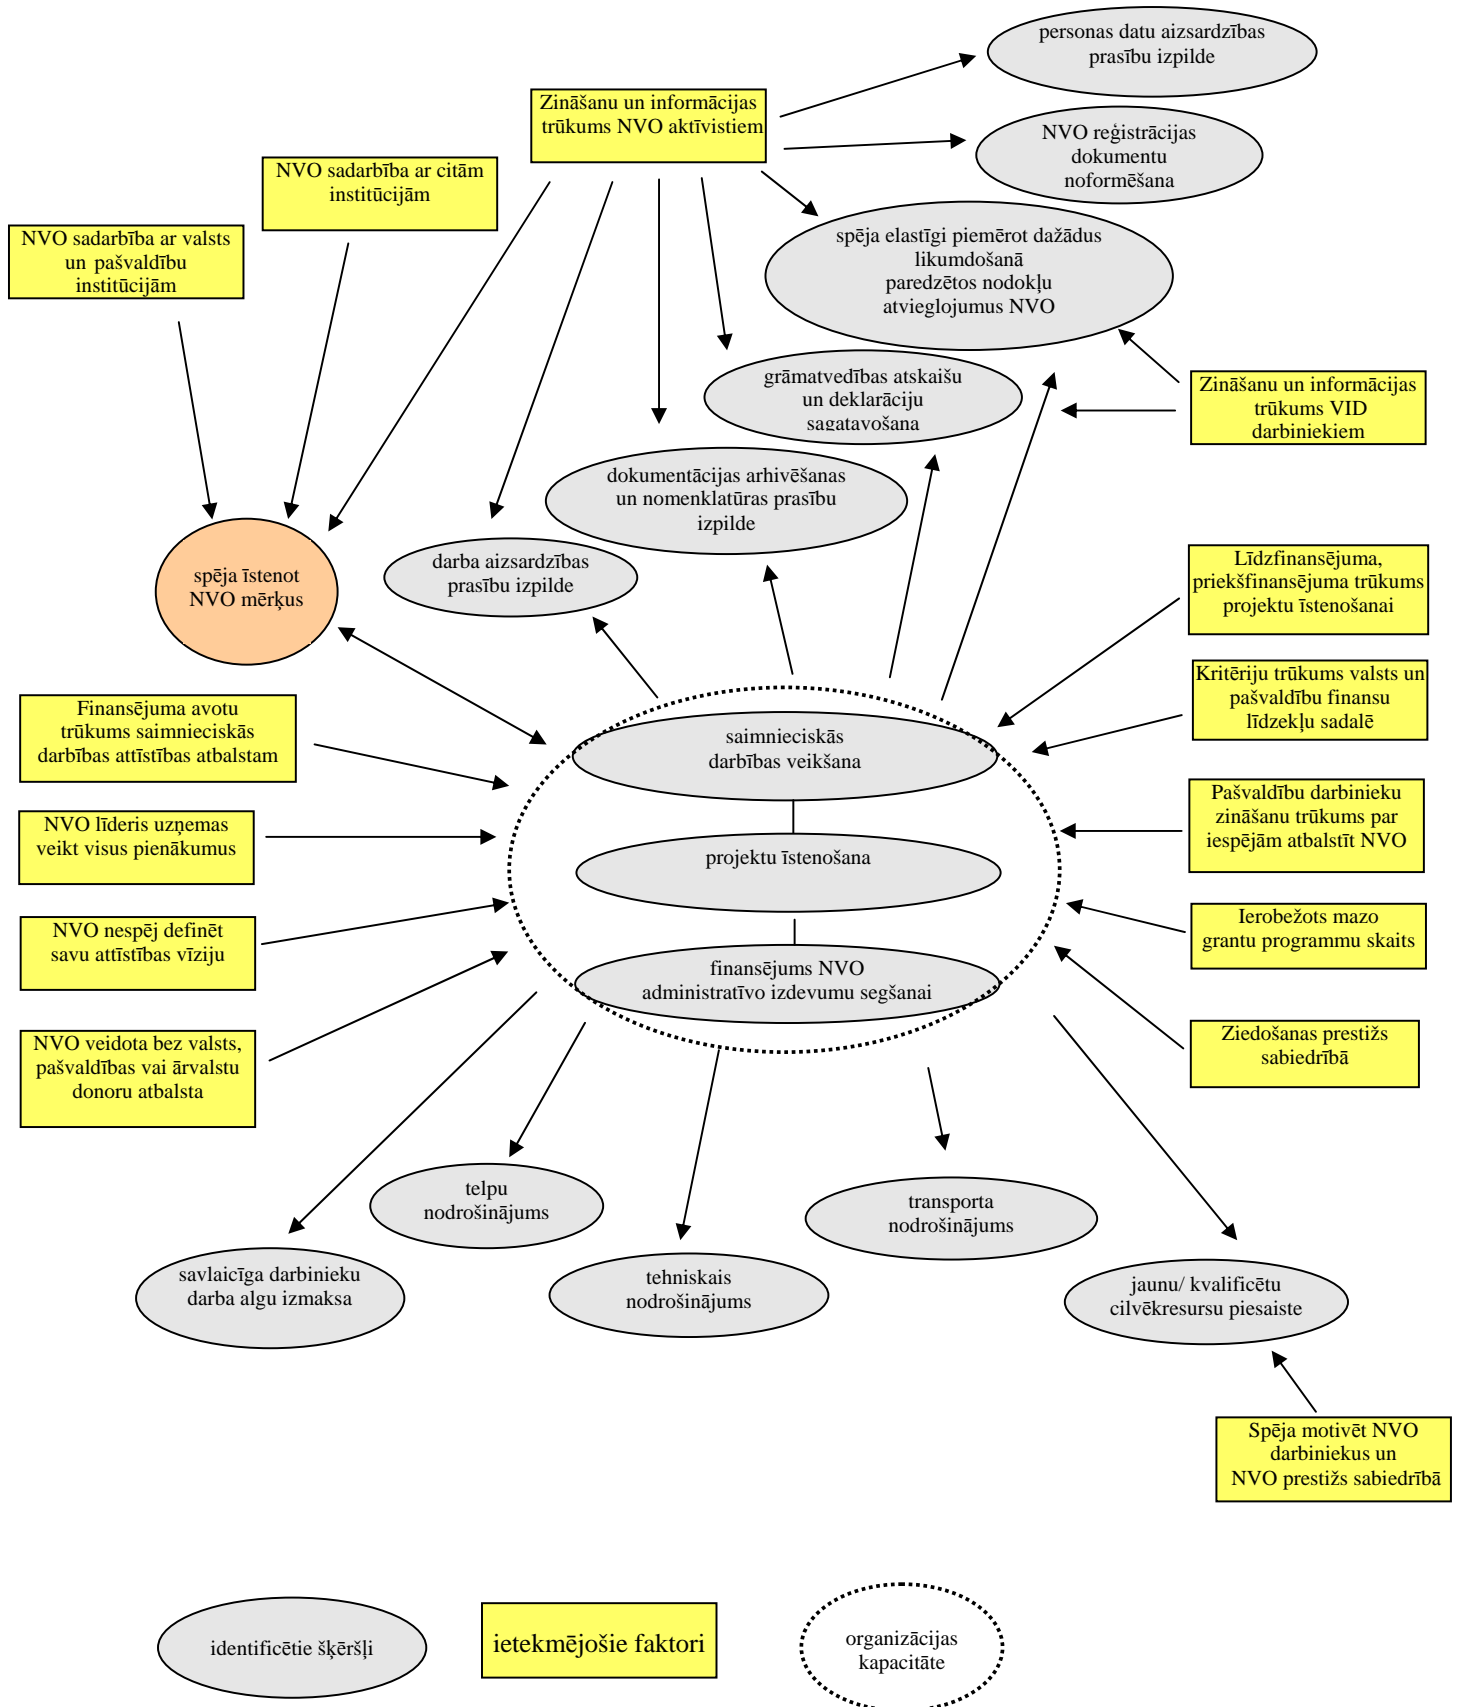 personas datu aizsardzības
prasību izpilde
Zināšanu un informācijas
trūkums NVO aktīvistiem
NVO reģistrācijas
dokumentu
noformēšana
NVO sadarbība ar citām
institūcijām
NVO sadarbība ar valsts
un pašvaldību
institūcijām
spēja elastīgi piemērot dažādus
likumdošanā
paredzētos nodokļu
atvieglojumus NVO
grāmatvedības atskaišu
un deklarāciju
sagatavošana
Zināšanu un informācijas
trūkums VID
darbiniekiem
dokumentācijas arhivēšanas
un nomenklatūras prasību
izpilde
darba aizsardzības
prasību izpilde
spēja īstenot
NVO mērķus
Līdzfinansējuma,
priekšfinansējuma trūkums
projektu īstenošanai
Kritēriju trūkums valsts un
pašvaldību finansu
līdzekļu sadalē
Finansējuma avotu
trūkums saimnieciskās
darbības attīstības atbalstam
saimnieciskās
darbības veikšana
NVO līderis uzņemas
veikt visus pienākumus
Pašvaldību darbinieku
zināšanu trūkums par
iespējām atbalstīt NVO
projektu īstenošana
NVO nespēj definēt
savu attīstības vīziju
Ierobežots mazo
grantu programmu skaits
finansējums NVO
administratīvo izdevumu segšanai
NVO veidota bez valsts,
pašvaldības vai ārvalstu
donoru atbalsta
Ziedošanas prestižs
sabiedrībā
telpu
nodrošinājums
transporta
nodrošinājums
savlaicīga darbinieku
darba algu izmaksa
tehniskais
nodrošinājums
jaunu/ kvalificētu
cilvēkresursu piesaiste
Spēja motivēt NVO
darbiniekus un
NVO prestižs sabiedrībā
identificētie šķēršļi
ietekmējošie faktori
organizācijas
kapacitāte